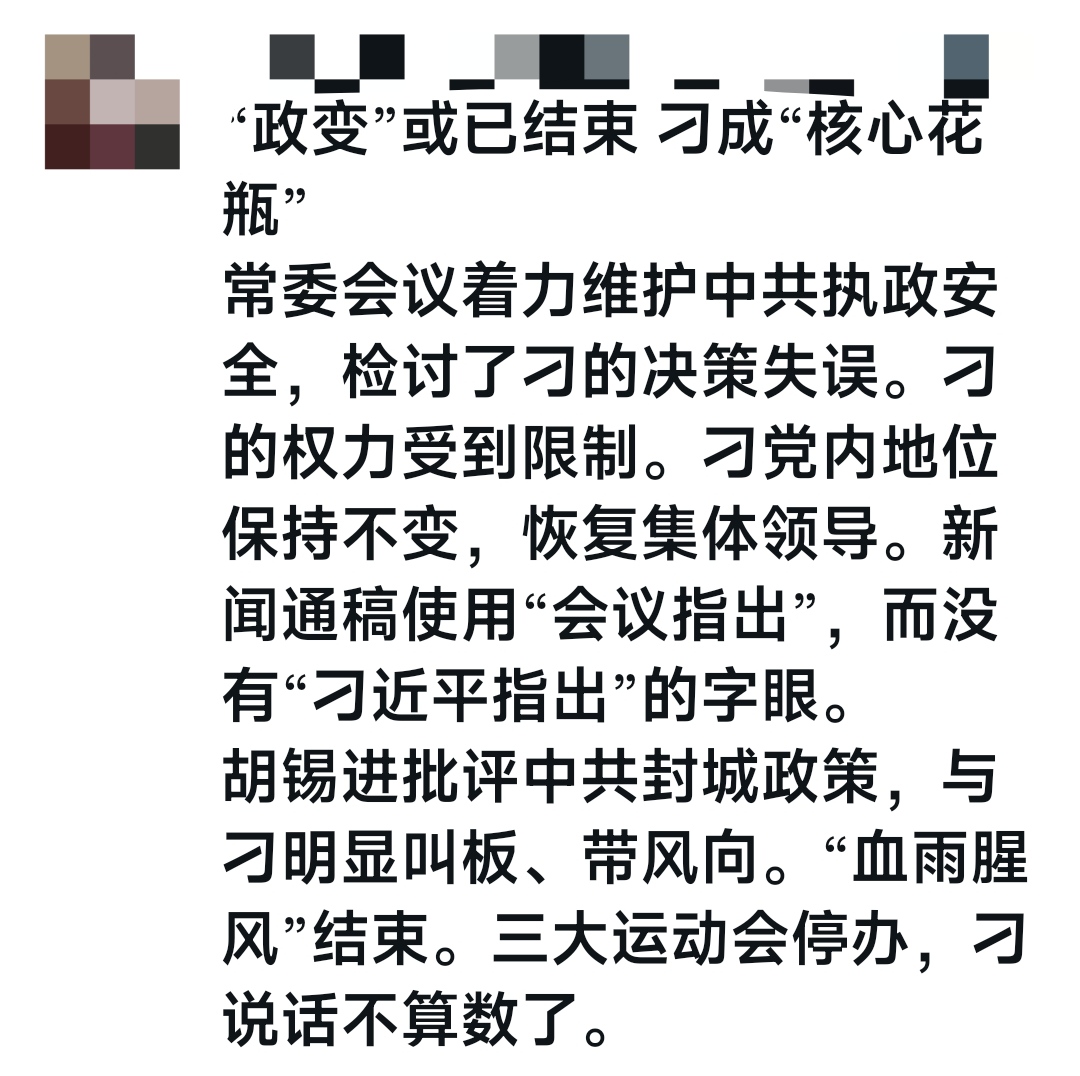 “政变”或已结束 刁成“核心花
瓶”
常委会议着力维护中共执政安
全，检讨了刁的决策失误。刁
的权力受到限制。刁党内地位
保持不变，恢复集体领导。新
闻通稿使用“会议指出”，而没
有“刁近平指出”的字眼。
胡锡进批评中共封城政策，与
刁明显叫板、带风向。“血雨腥
风”结束。三大运动会停办，刁
说话不算数了。